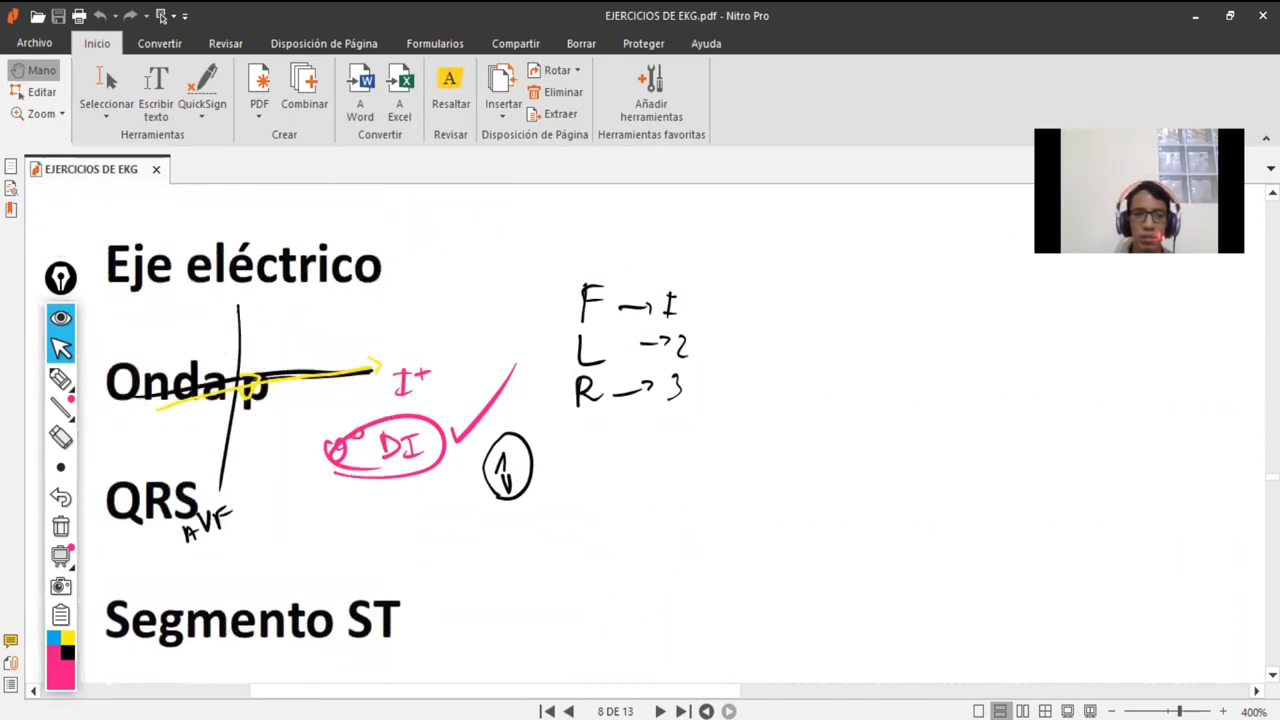 EJERCICIOS DE EKG.pdf - Nitro Pro
Archivo Inicio Convertir Revisar Disposición de Página Formularios Compartir Borrar Proteger Ayuda
Mano
Editar
Zoom
Seleccionar
Escribir texto
QuickSign
Herramientas
PDF
Combinar
Crear
A Word
A Excel
Convertir
A
Resaltar
Revisar
Insertar
Rotar
Eliminar
Extraer
Disposición de Página
Añadir herramientas
Herramientas favoritas
EJERCICIOS DE EKG
Eje eléctrico
F → I
L → 2
R → 3
Onda p
I+
DI
QRS
AVF
Segmento ST
8 DE 13
400%